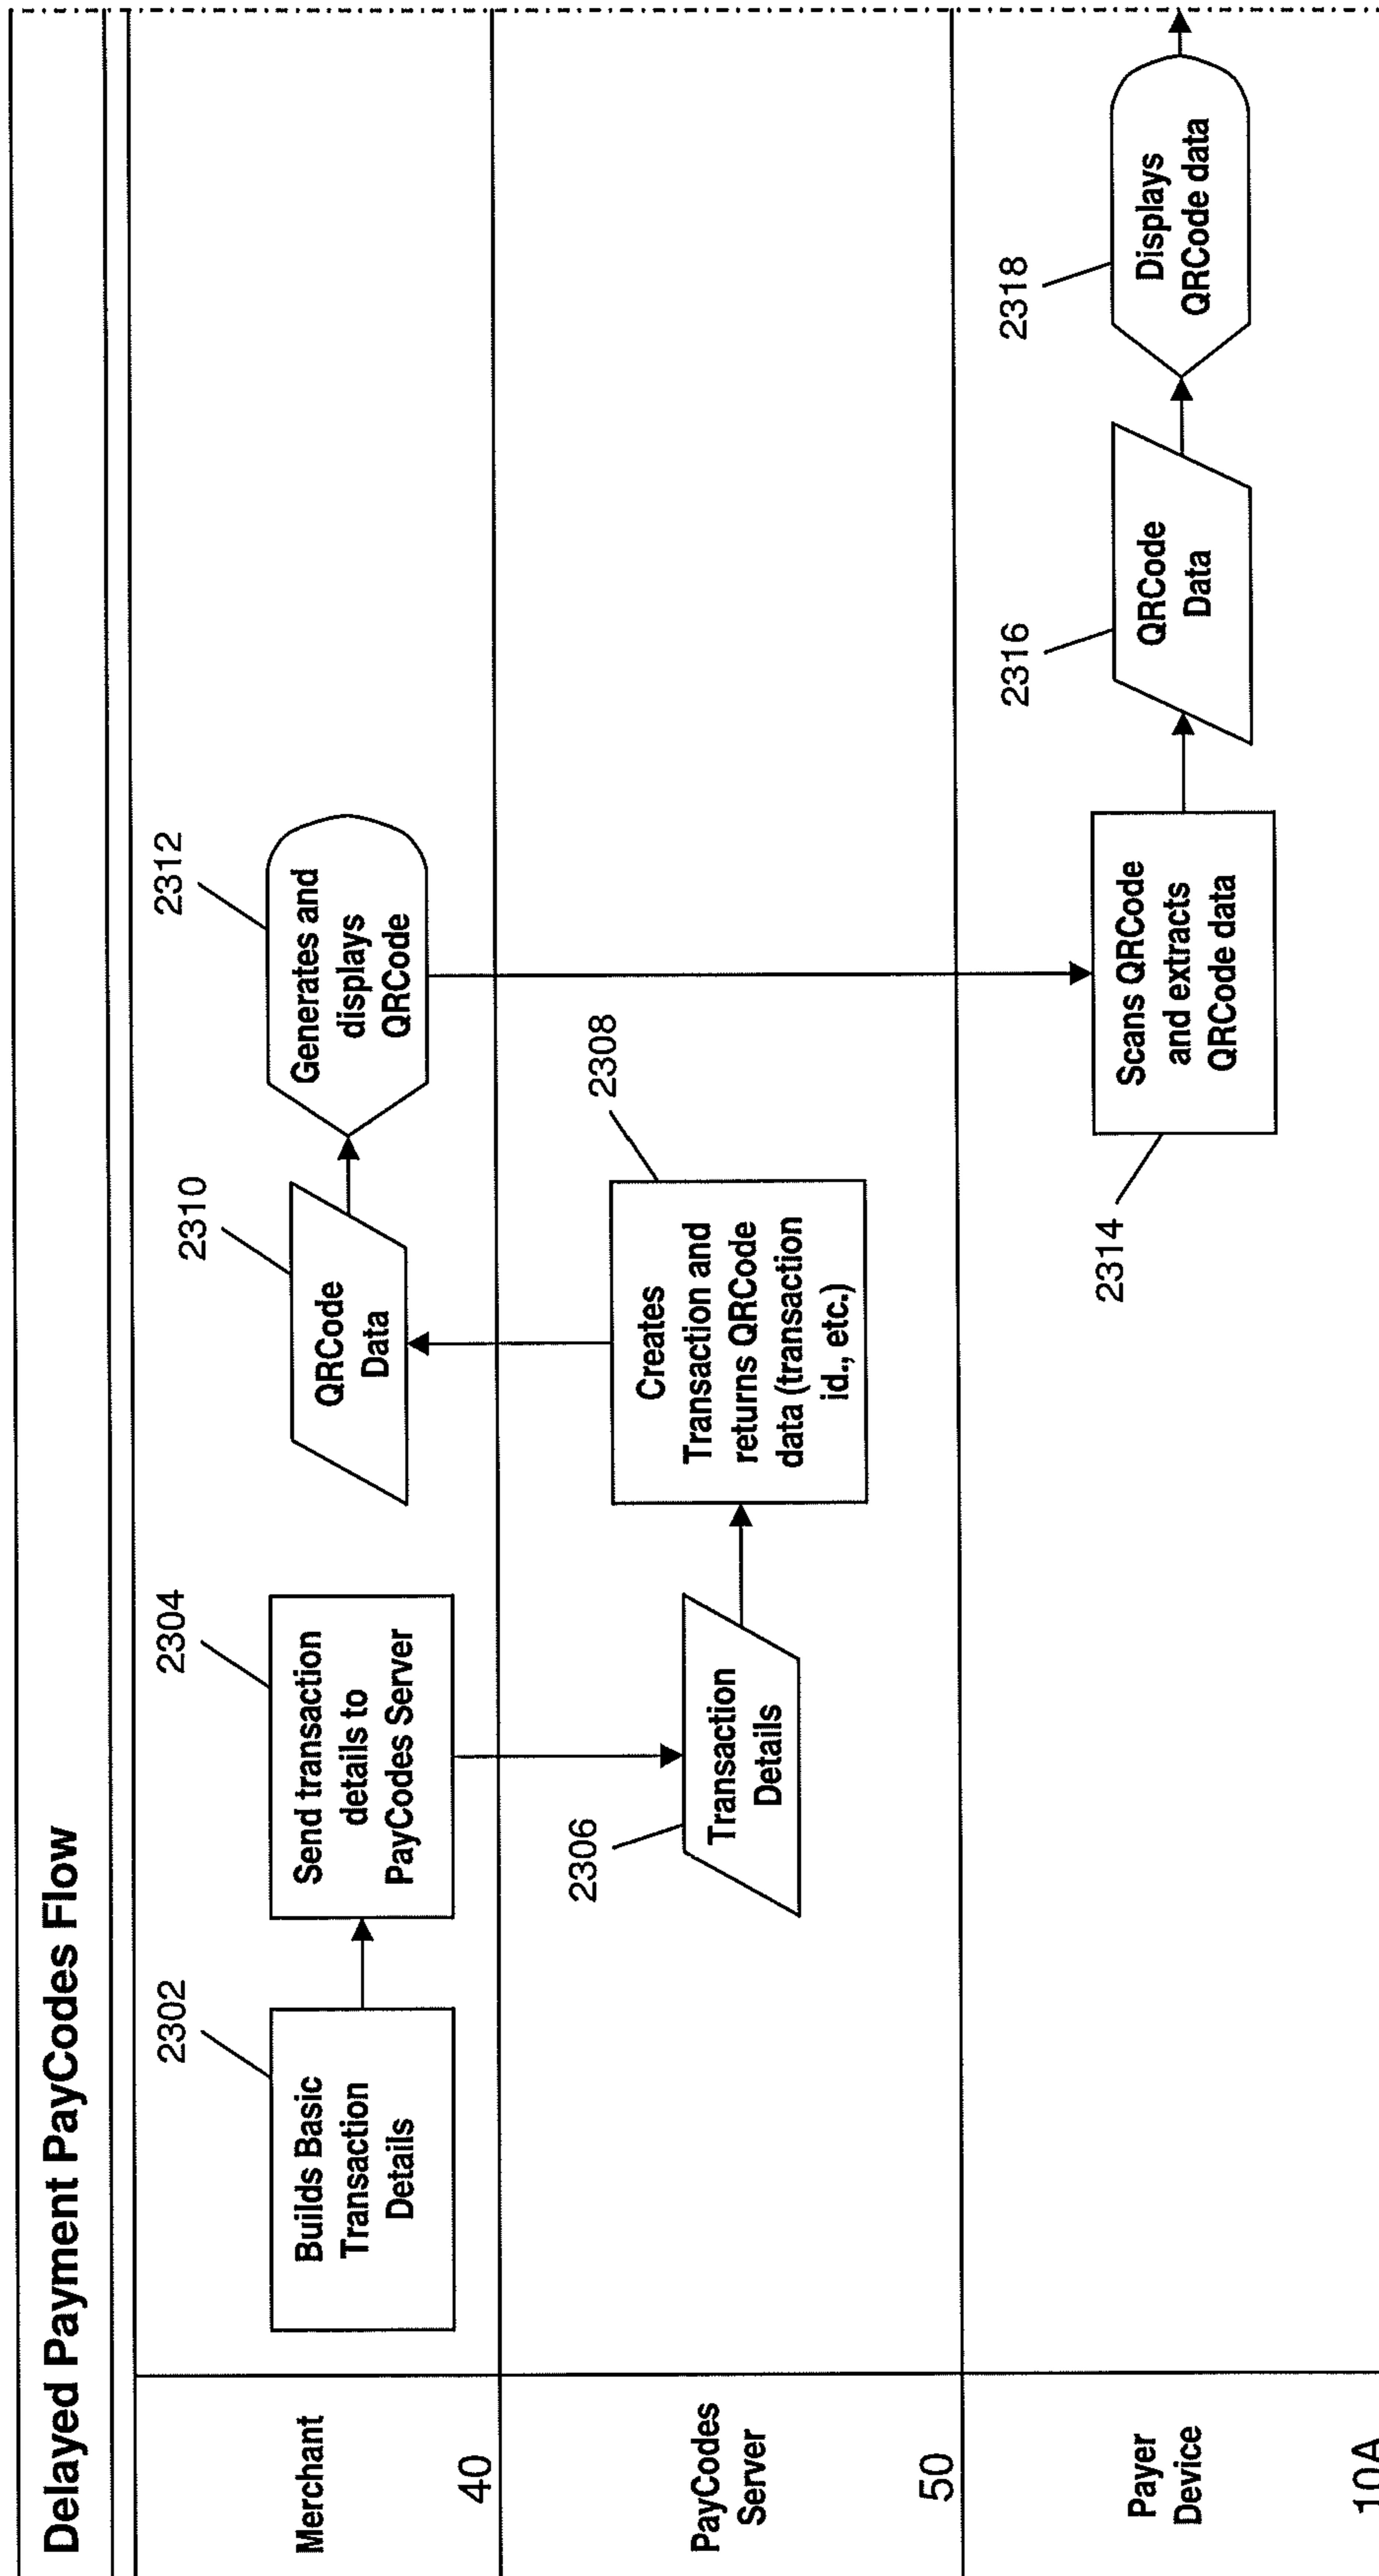 Delayed Payment PayCodes Flow
Merchant
40
2302
Builds Basic
Transaction
Details
2304
Send transaction
details to
PayCodes Server
2310
QRCode
Data
2312
Generates and
displays
QRCode
PayCodes
Server
50
2306
Transaction
Details
2308
Creates
Transaction and
returns QRCode
data (transaction
id., etc.)
Payer
Device
10A
2314
Scans QRCode
and extracts
QRCode data
2316
QRCode
Data
2318
Displays
QRCode data